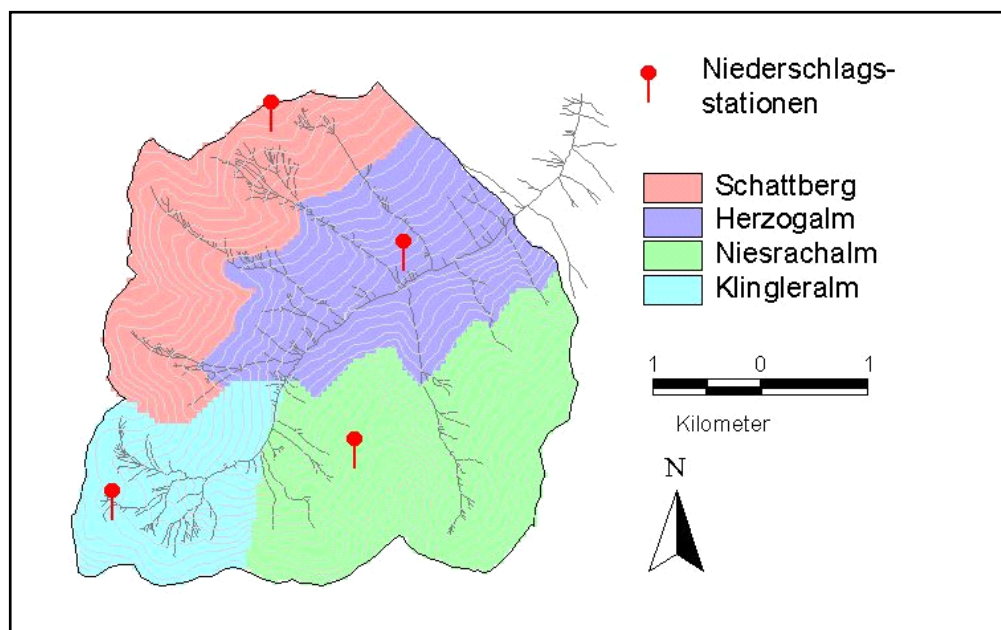 Niederschlags-
stationen
Schattberg
Herzogalm
Niesrachalm
Klingleralm
1 0 1
Kilometer
N